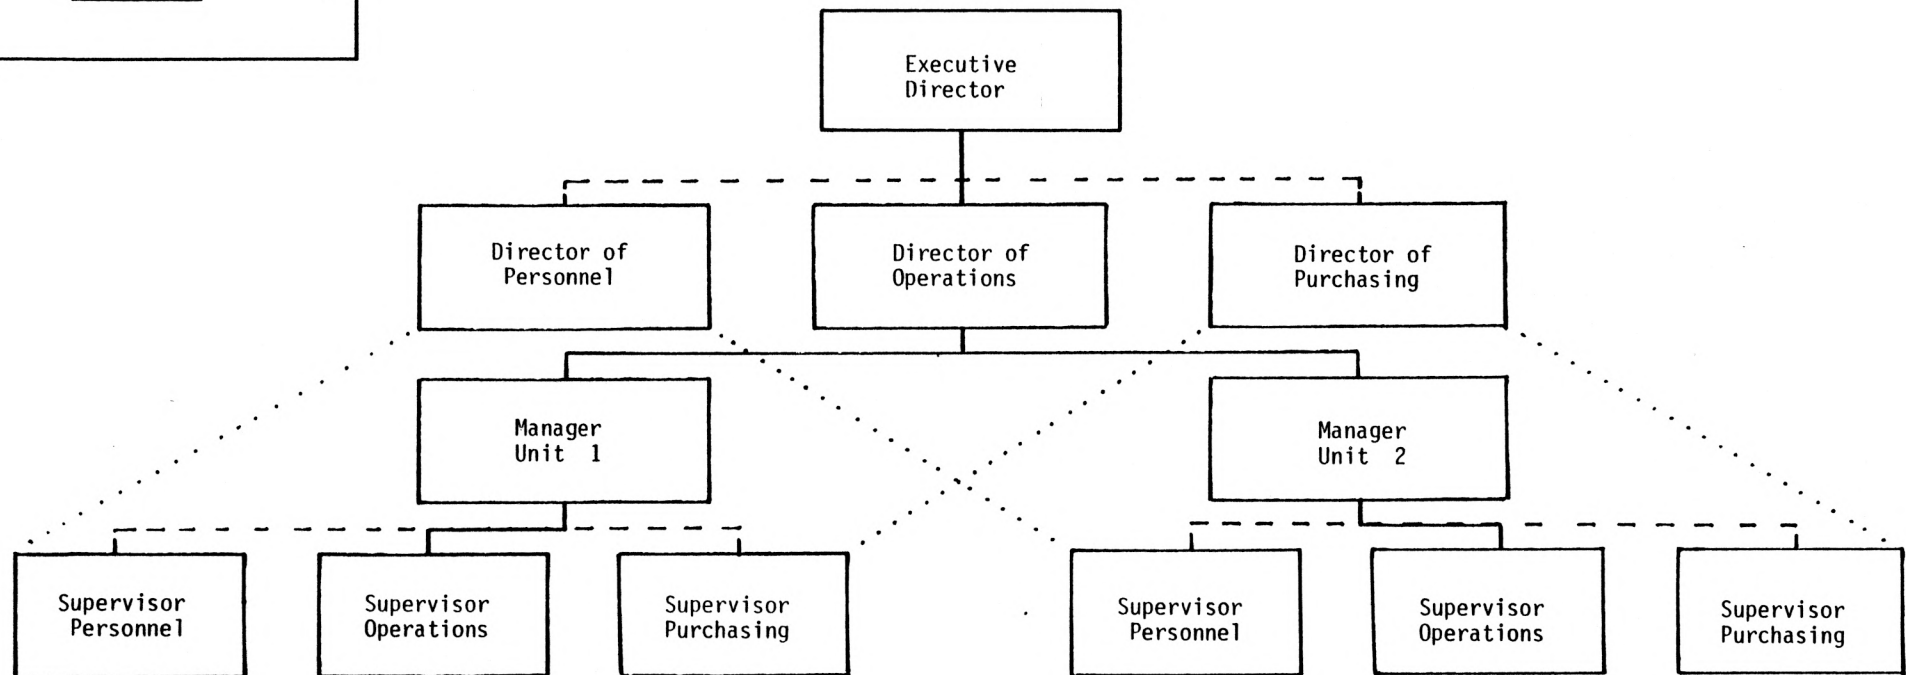 Executive
Director
Director of
Personnel
Director of
Operations
Director of
Purchasing
Manager
Unit 1
Manager
Unit 2
Supervisor
Personnel
Supervisor
Operations
Supervisor
Purchasing
Supervisor
Personnel
Supervisor
Operations
Supervisor
Purchasing